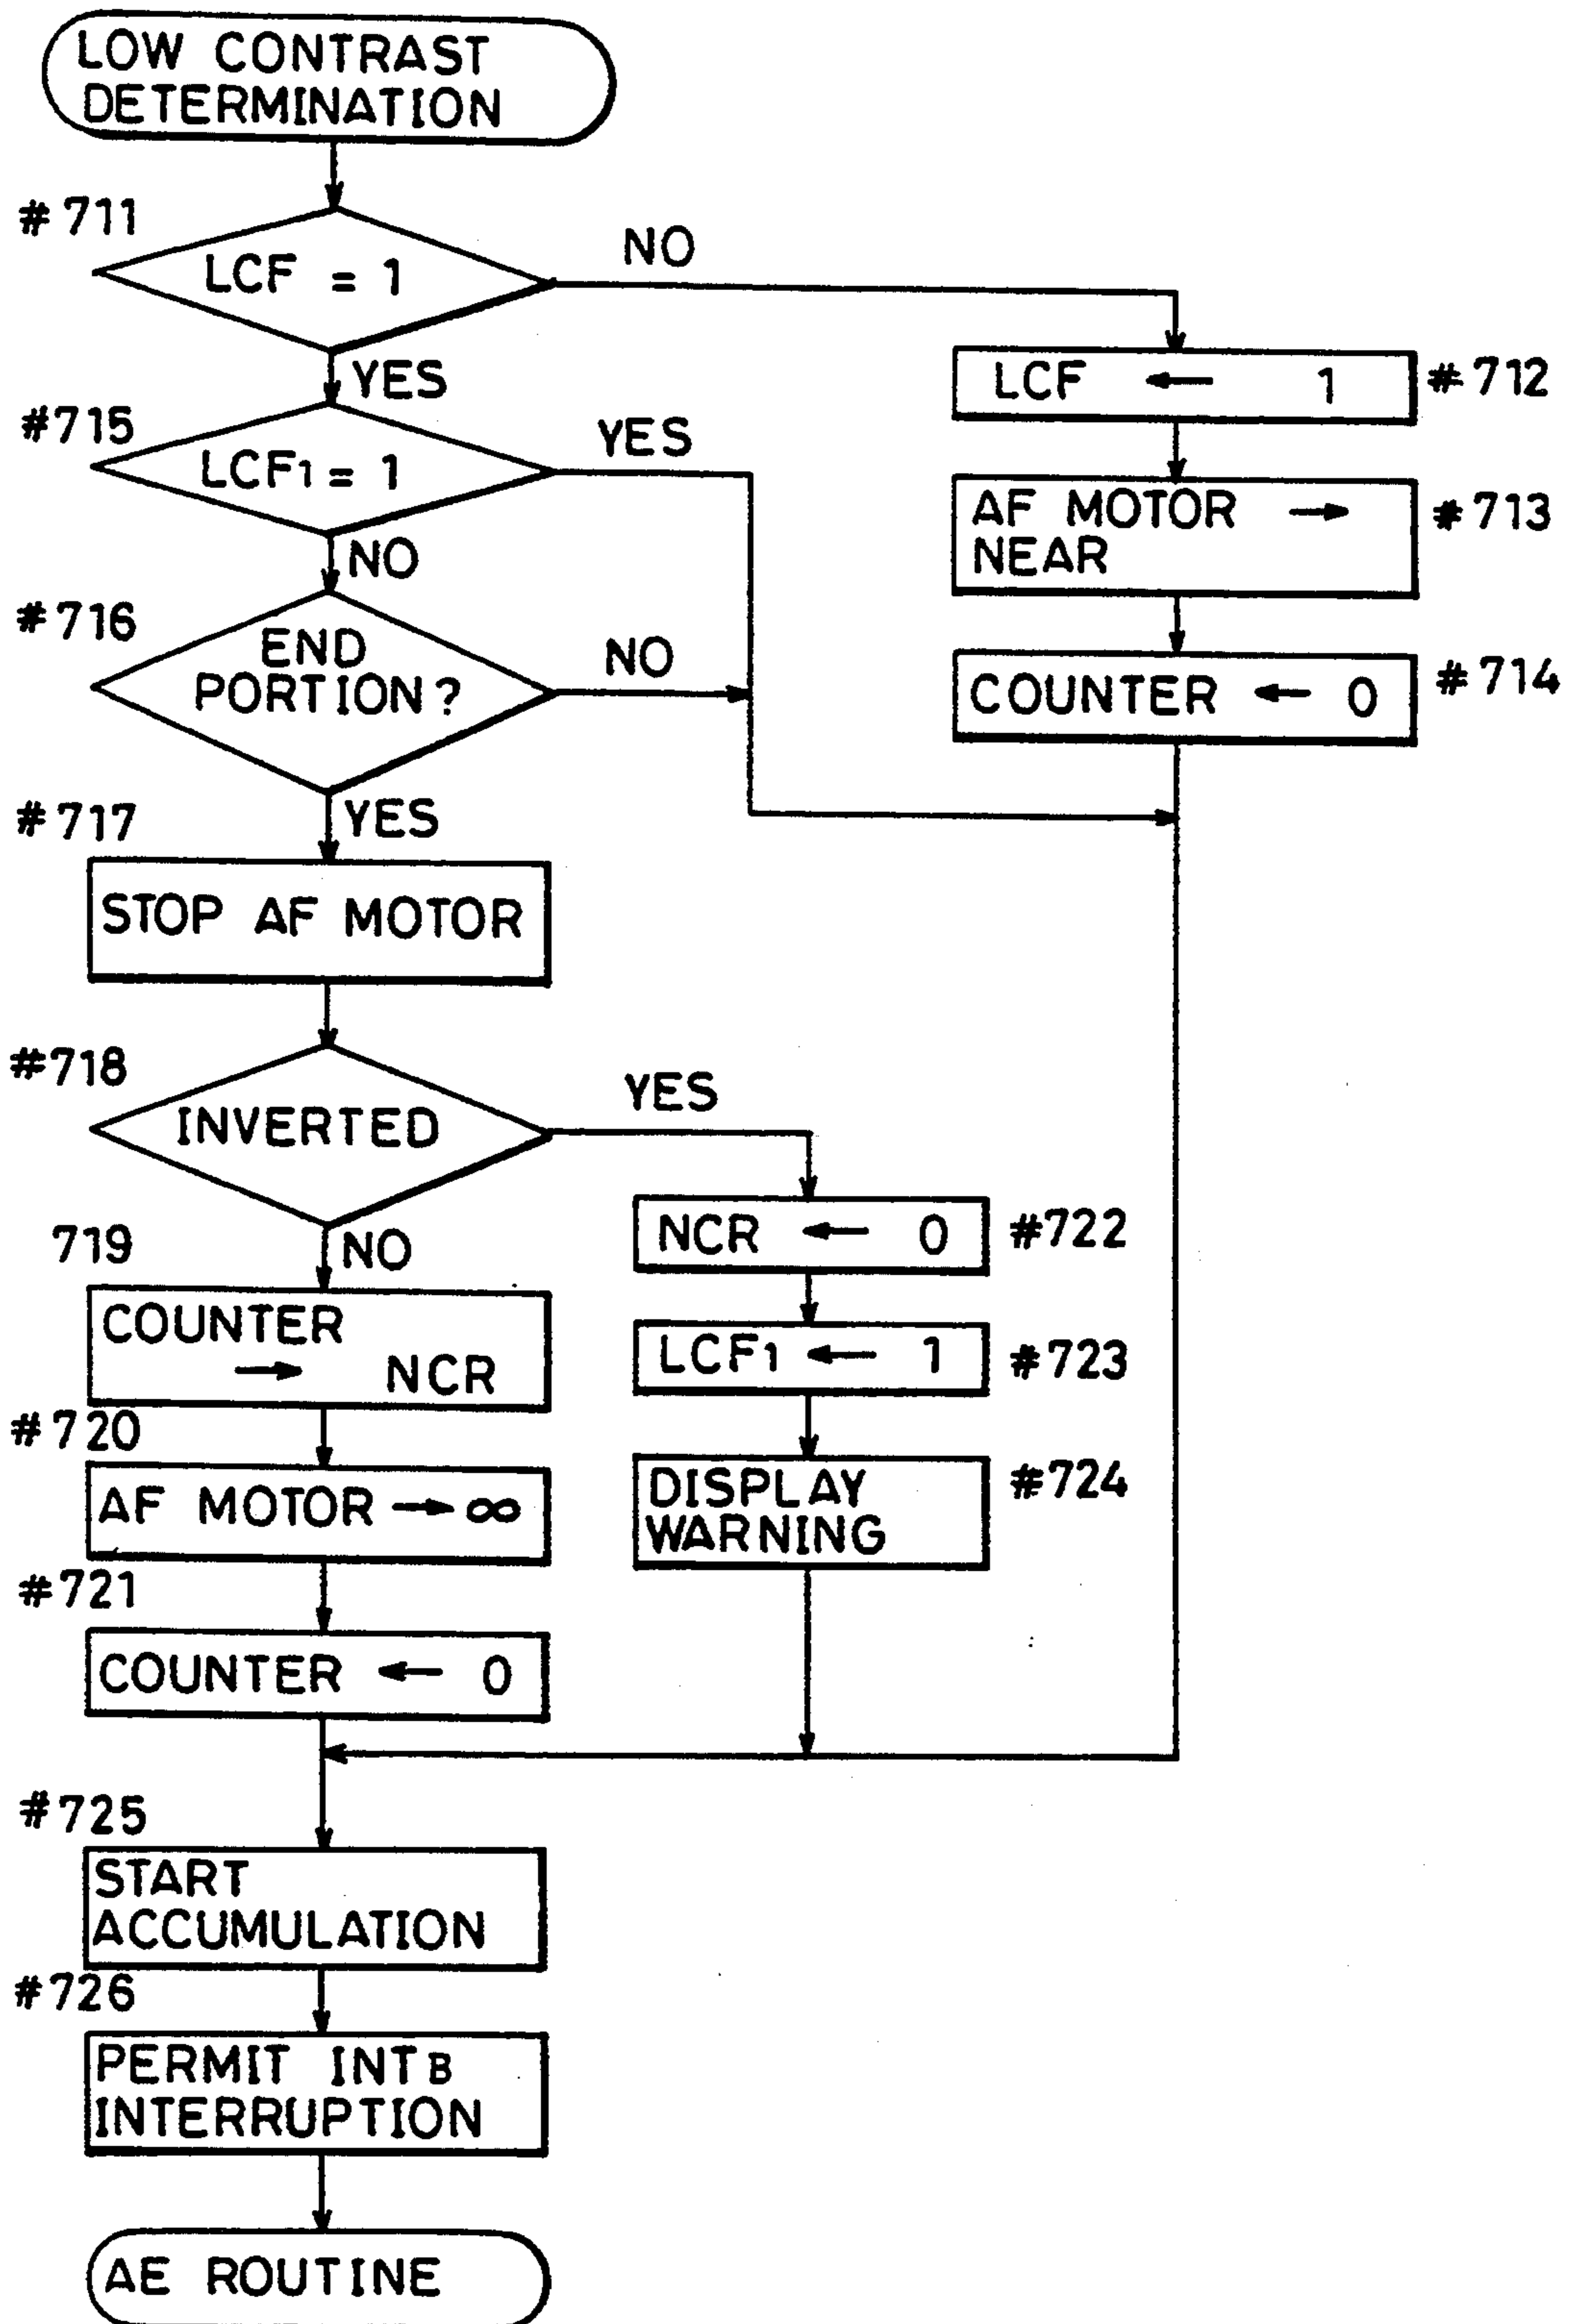 LOW CONTRAST
DETERMINATION
#711
LCF = 1
NO
YES
LCF ← 1
#712
#715
LCF1 = 1
YES
NO
AF MOTOR →
NEAR
#713
#716
END
PORTION?
NO
YES
COUNTER ← 0
#714
#717
STOP AF MOTOR
#718
INVERTED
YES
NO
NCR ← 0
#722
719
COUNTER
→ NCR
LCF1 ← 1
#723
#720
AF MOTOR → ∞
DISPLAY
WARNING
#724
#721
COUNTER ← 0
#725
START
ACCUMULATION
#726
PERMIT INTB
INTERRUPTION
AE ROUTINE